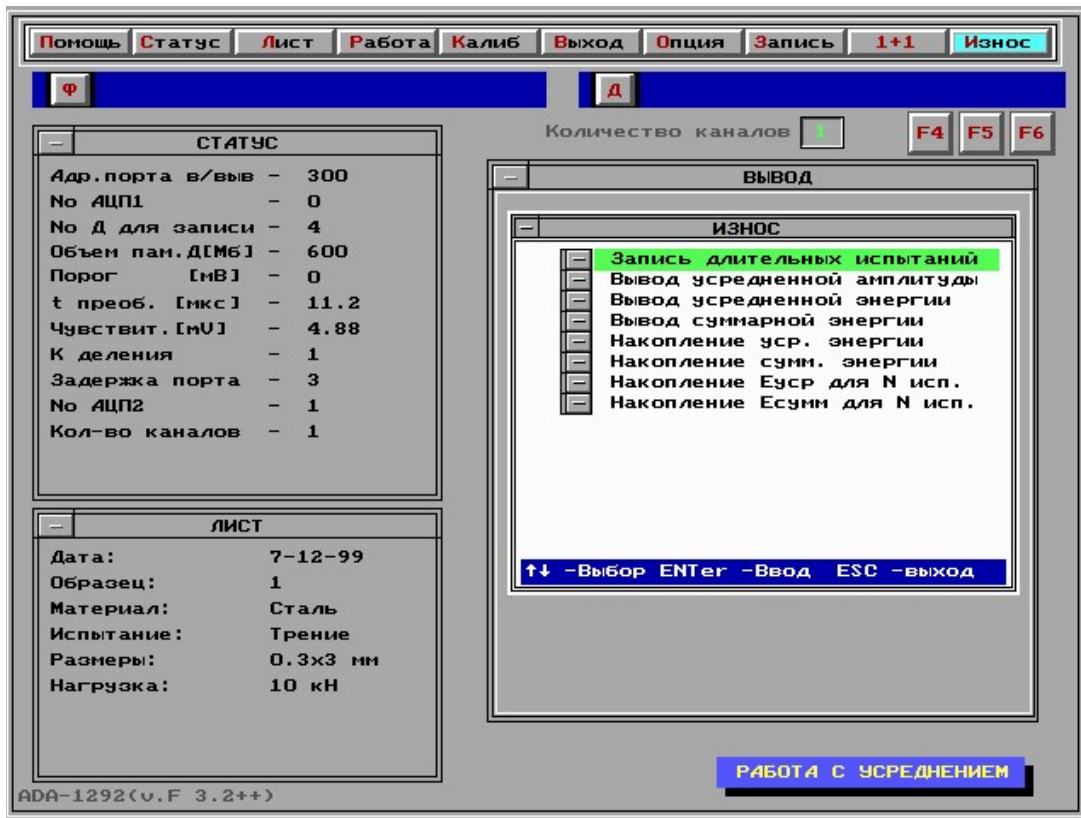 Помощь Статус Лист Работа Калиб Выход Опция Запись 1+1 Износ
Ф Д
Количество каналов 1 F4 F5 F6
СТАТУС
Адр.порта в/выв - 300
No АЦП1 - 0
No Д для записи - 4
Объем пам.Д[Мб] - 600
Порог [мВ] - 0
t преоб. [мкс] - 11.2
Чувствит.[mV] - 4.88
К деления - 1
Задержка порта - 3
No АЦП2 - 1
Кол-во каналов - 1
ЛИСТ
Дата: 7-12-99
Образец: 1
Материал: Сталь
Испытание: Трение
Размеры: 0.3x3 мм
Нагрузка: 10 кН
ВЫВОД
ИЗНОС
Запись длительных испытаний
Вывод усредненной амплитуды
Вывод усредненной энергии
Вывод суммарной энергии
Накопление уср. энергии
Накопление сумм. энергии
Накопление Еуср для N исп.
Накопление Есумм для N исп.
↑↓ -Выбор ENTer -Ввод ESC -выход
РАБОТА С УСРЕДНЕНИЕМ
ADA-1292(v.F 3.2++)